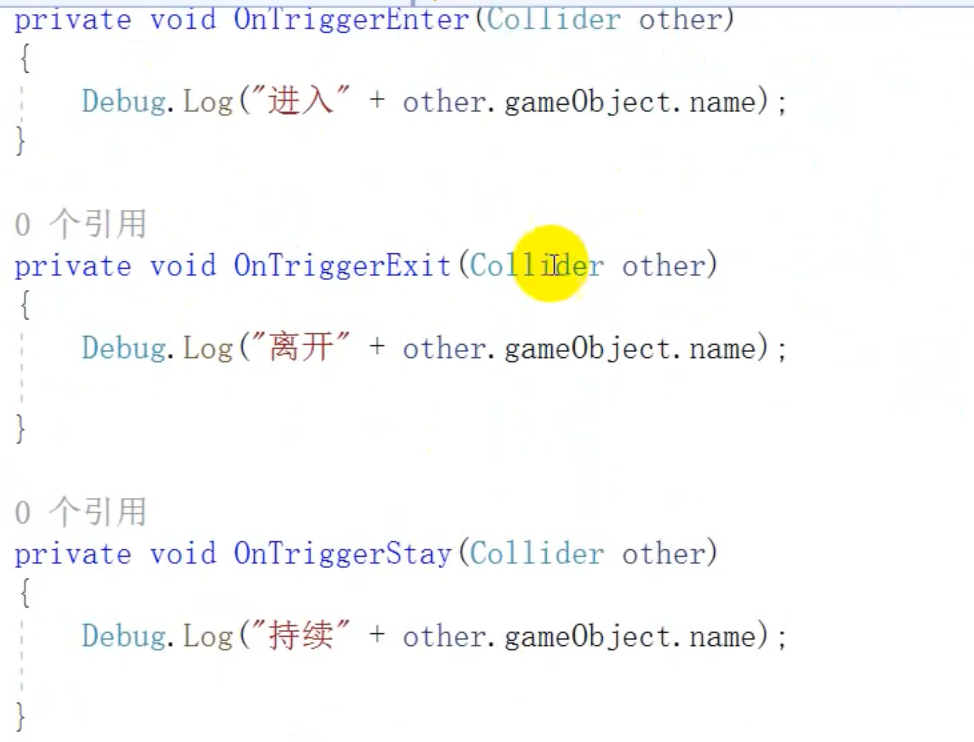 private void OnTriggerEnter(Collider other)
{
Debug.Log("进入" + other.gameObject.name);
}
0 个引用
private void OnTriggerExit(Collider other)
{
Debug.Log("离开" + other.gameObject.name);
}
0 个引用
private void OnTriggerStay(Collider other)
{
Debug.Log("持续" + other.gameObject.name);
}